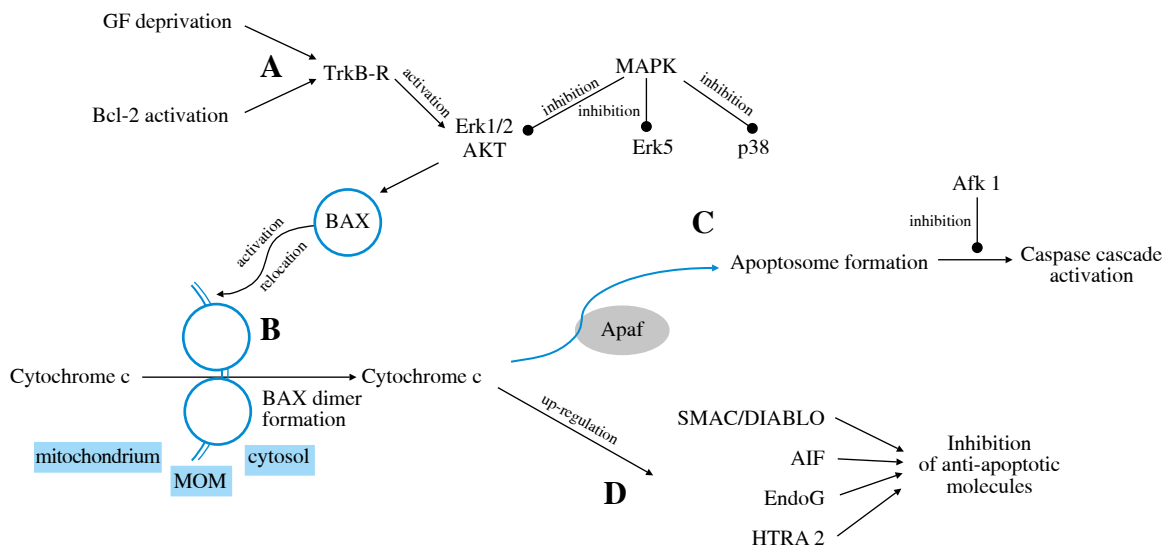 GF deprivation
A
TrkB-R
Bcl-2 activation
activation
MAPK
inhibition
inhibition
inhibition
Erk1/2
AKT
Erk5
p38
BAX
activation
relocation
Afk 1
inhibition
C
Apoptosome formation
Caspase cascade
activation
B
Apaf
Cytochrome c
Cytochrome c
BAX dimer
formation
mitochondrium
cytosol
MOM
up-regulation
D
SMAC/DIABLO
AIF
EndoG
HTRA 2
Inhibition
of anti-apoptotic
molecules